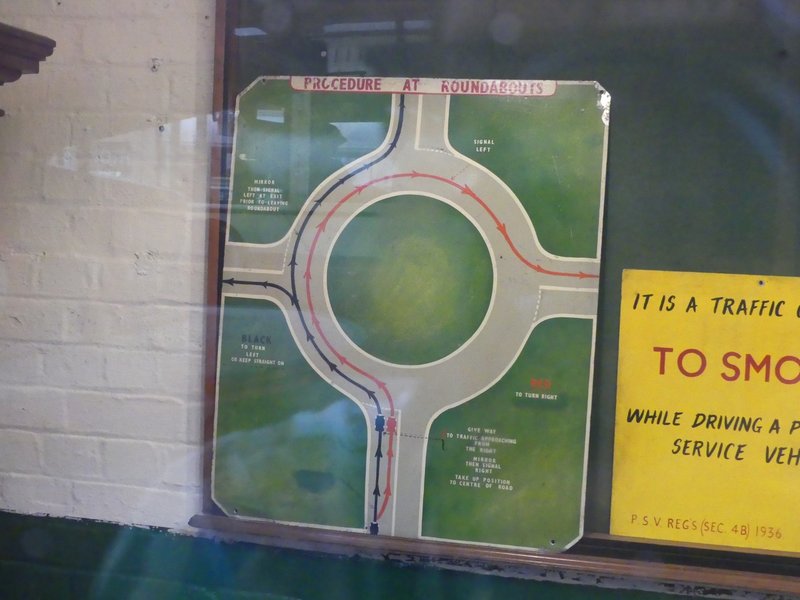 PROCEDURE AT ROUNDABOUTS
SIGNAL
LEFT
MIRROR
THEN-SIGNAL-
LEFT AT EXIT
PRIOR TO LEAVING
ROUNDABOUT
BLACK
TO TURN
LEFT
OR KEEP STRAIGHT ON
RED
TO TURN RIGHT
GIVE WAY
TO TRAFFIC APPROACHING
FROM
THE RIGHT
MIRROR
THEN SIGNAL
RIGHT
TAKE UP POSITION
TO CENTRE OF ROAD
IT IS A TRAFFIC
TO SMO
WHILE DRIVING A P
SERVICE VEH
P.S.V REG'S (SEC. 4B) 1936